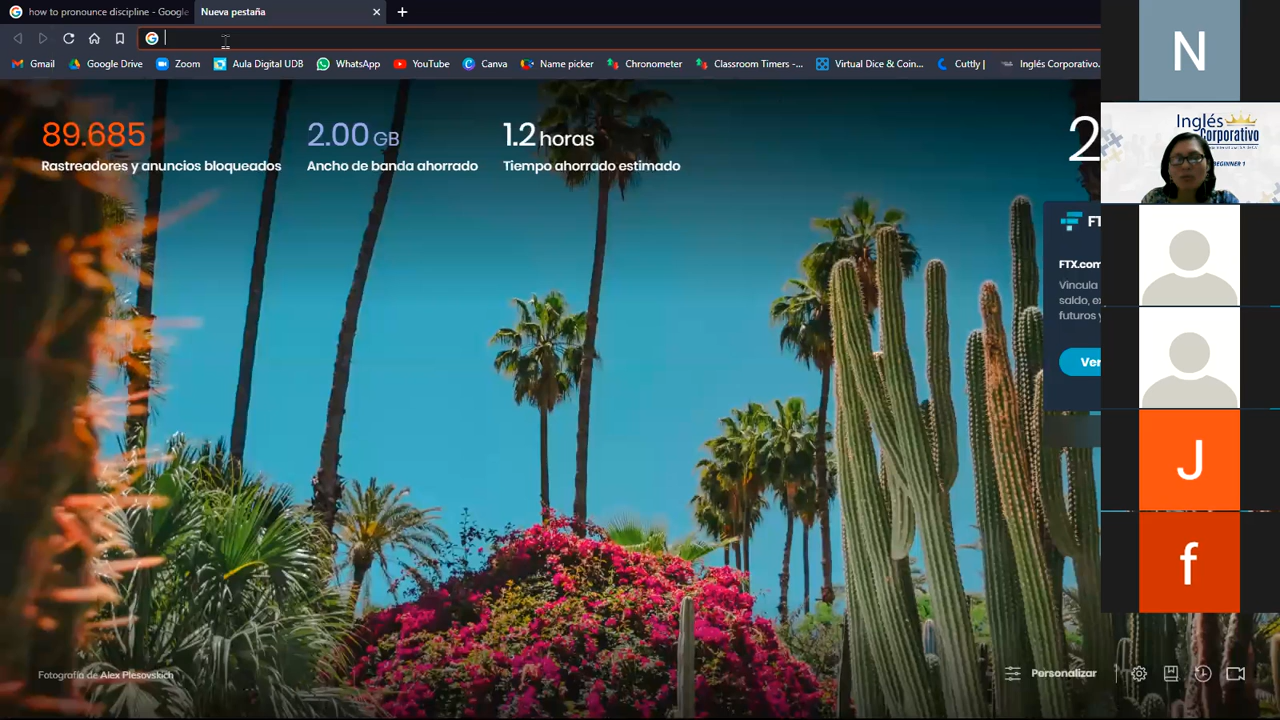 how to pronounce discipline - Google
Nueva pestaña
Gmail
Google Drive
Zoom
Aula Digital UDB
WhatsApp
YouTube
Canva
Name picker
Chronometer
Classroom Timers -...
Virtual Dice & Coin...
Cuttly |
Inglés Corporativo...
89.685
Rastreadores y anuncios bloqueados
2.00 GB
Ancho de banda ahorrado
1.2 horas
Tiempo ahorrado estimado
2
FT
FTX.com
Vincula
saldo, e
futuros y
Ver
N
Inglés
Corporativo
BEGINNER 1
J
f
Fotografía de Alex Plesovskich
Personalizar